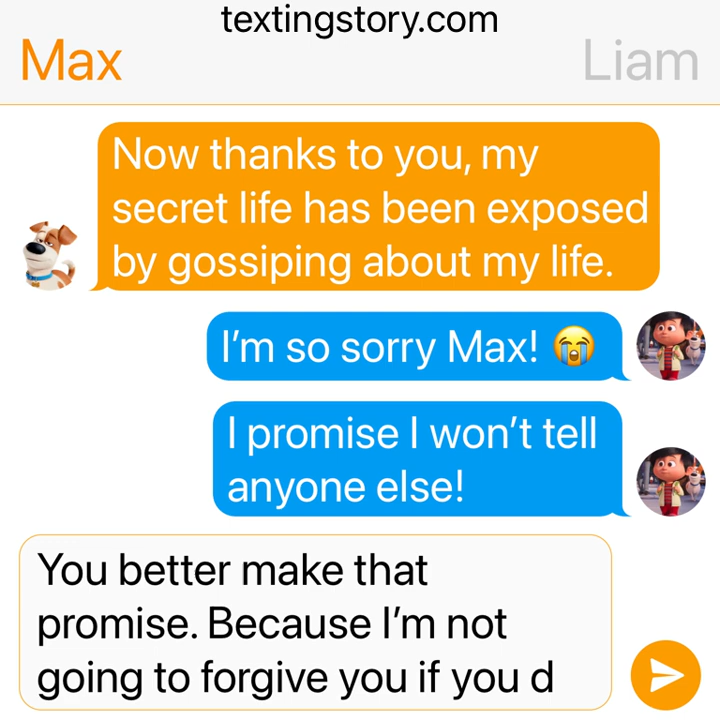 textingstory.com
Max
Liam
Now thanks to you, my
secret life has been exposed
by gossiping about my life.
I'm so sorry Max! 😭
I promise I won't tell
anyone else!
You better make that
promise. Because I'm not
going to forgive you if you d